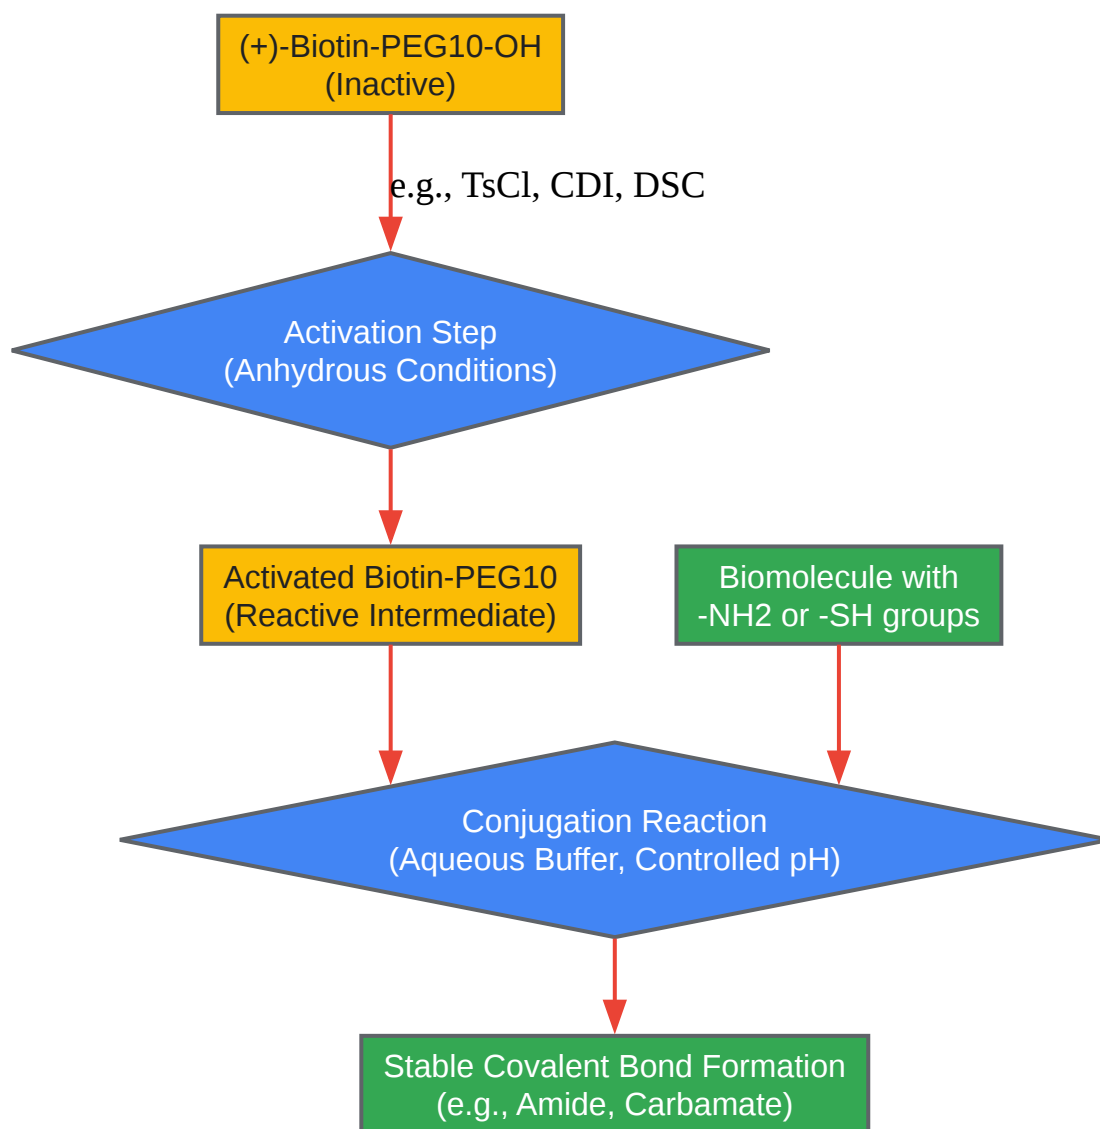 (+)-Biotin-PEG10-OH
(Inactive)
e.g., TsCl, CDI, DSC
Activation Step
(Anhydrous Conditions)
Activated Biotin-PEG10
(Reactive Intermediate)
Biomolecule with
-NH2 or -SH groups
Conjugation Reaction
(Aqueous Buffer, Controlled pH)
Stable Covalent Bond Formation
(e.g., Amide, Carbamate)